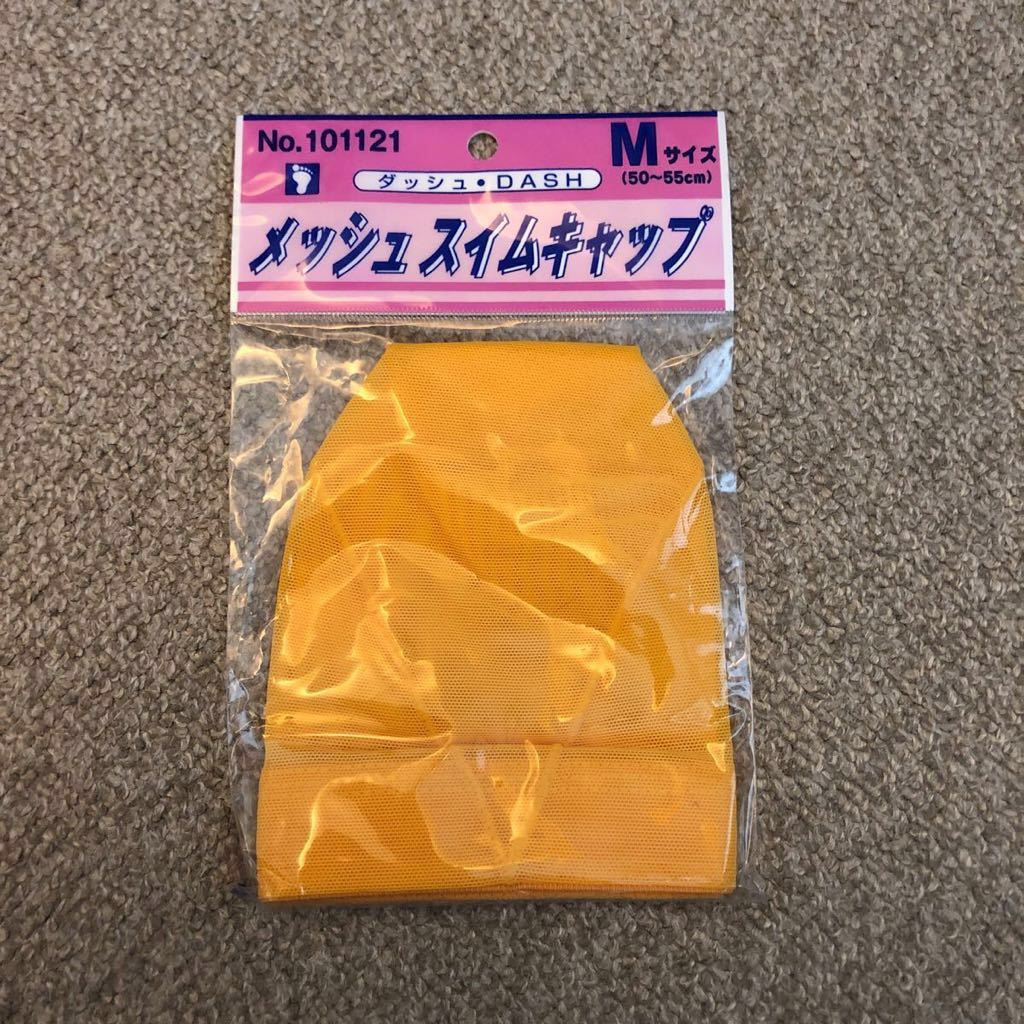 No.101121
Mサイズ
(50~55cm)
ダッシュ・DASH
メッシュ スイムキャップ